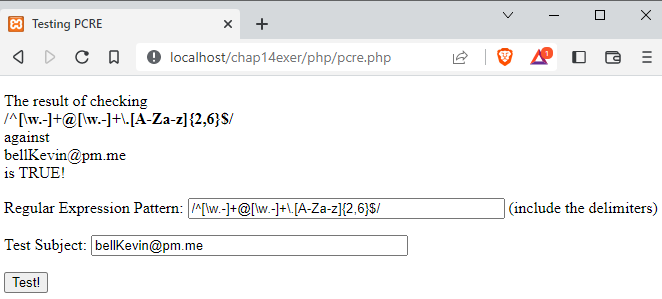 Testing PCRE
localhost/chap14exer/php/pcre.php
1
The result of checking
/^[\w.-]+@[\w.-]+\.[A-Za-z]{2,6}$/
against
bellKevin@pm.me
is TRUE!
Regular Expression Pattern: /^[\w.-]+@[\w.-]+\.[A-Za-z]{2,6}$/ (include the delimiters)
Test Subject: bellKevin@pm.me
Test!